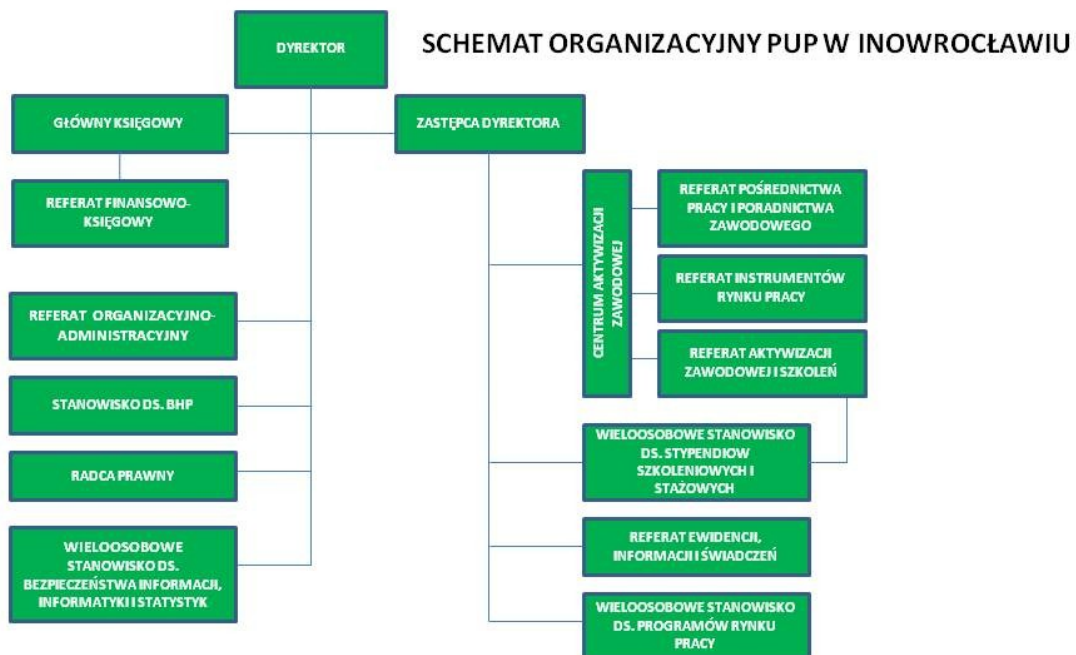 DYREKTOR
SCHEMAT ORGANIZACYJNY PUP W INOWROCŁAWIU
GŁÓWNY KSIĘGOWY
ZASTĘPCA DYREKTORA
REFERAT FINANSOWO-
KSIĘGOWY
REFERAT ORGANIZACYJNO-
ADMINISTRACYJNY
STANOWISKO DS. BHP
RADCA PRAWNY
WIELOOSOBOWE
STANOWISKO DS.
BEZPIECZEŃSTWA INFORMACJI,
INFORMATYKI I STATYSTYK
CENTRUM AKTYWIZACJI
ZAWODOWEJ
REFERAT POŚREDNICTWA
PRACY I PORADNICTWA
ZAWODOWEGO
REFERAT INSTRUMENTÓW
RYNKU PRACY
REFERAT AKTYWIZACJI
ZAWODOWEJ I SZKOLEŃ
WIELOOSOBOWE STANOWISKO
DS. STYPENDIOW
SZKOLENIOWYCH I
STAŻOWYCH
REFERAT EWIDENCJI,
INFORMACJI I ŚWIADCZEŃ
WIELOOSOBOWE STANOWISKO
DS. PROGRAMÓW RYNKU
PRACY